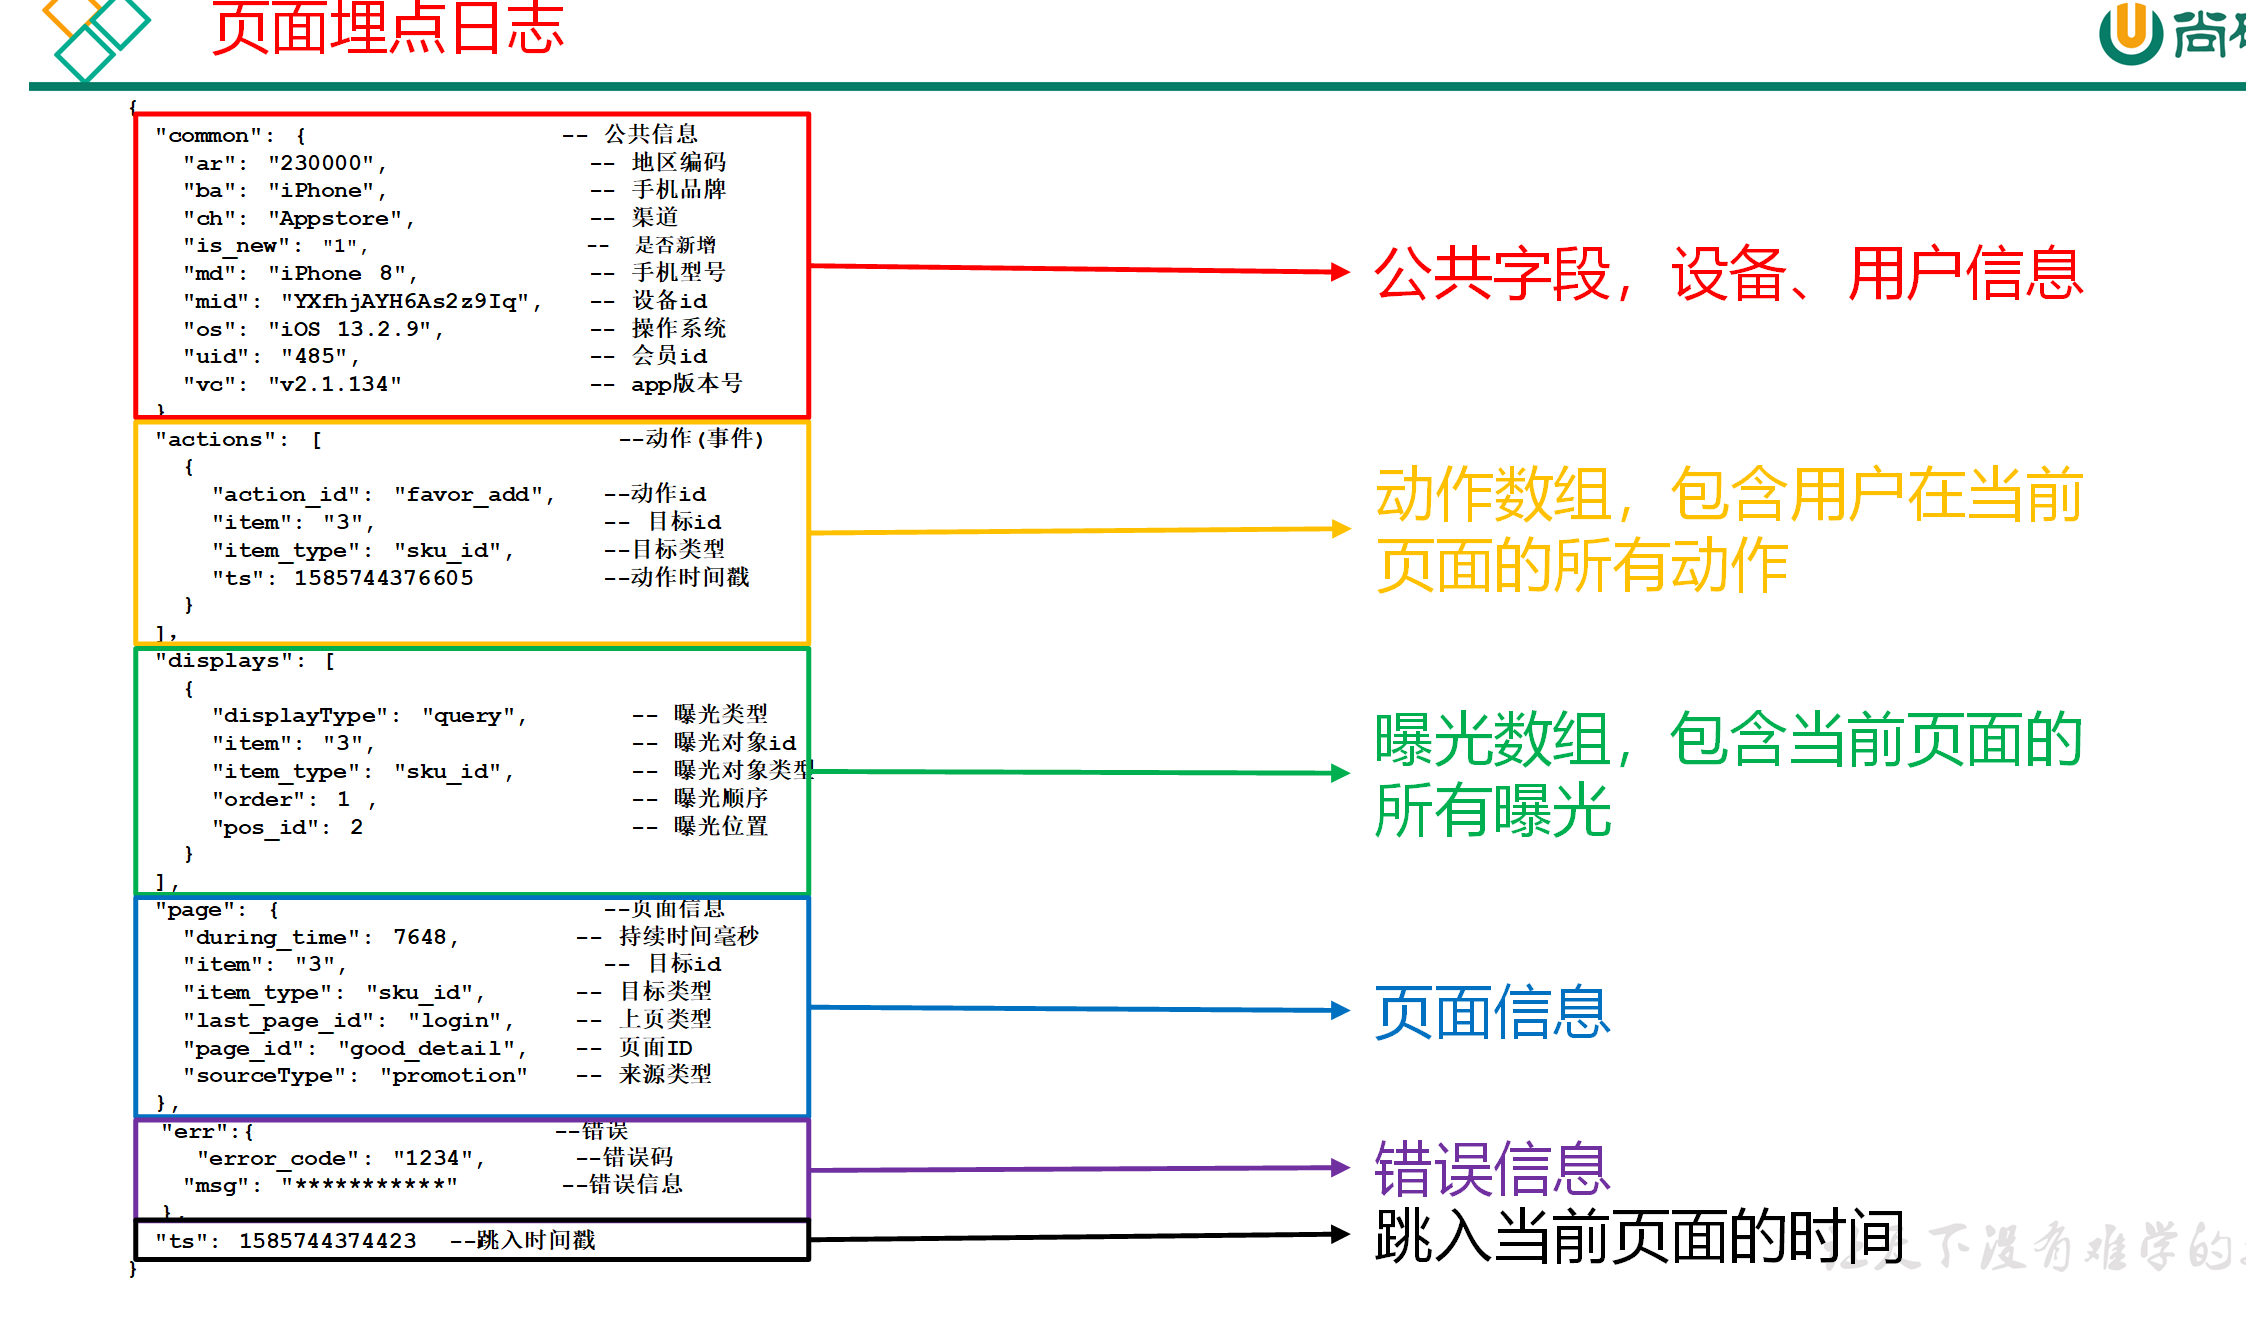 页面埋点日志
尚
{
"common": { -- 公共信息
"ar": "230000", -- 地区编码
"ba": "iPhone", -- 手机品牌
"ch": "Appstore", -- 渠道
"is_new": "1", -- 是否新增
"md": "iPhone 8", -- 手机型号
"mid": "YXfhjAYH6As2z9Iq", -- 设备id
"os": "iOS 13.2.9", -- 操作系统
"uid": "485", -- 会员id
"vc": "v2.1.134" -- app版本号
}
"actions": [ --动作(事件)
{
"action_id": "favor_add", --动作id
"item": "3", -- 目标id
"item_type": "sku_id", --目标类型
"ts": 1585744376605 --动作时间戳
}
],
"displays": [
{
"displayType": "query", -- 曝光类型
"item": "3", -- 曝光对象id
"item_type": "sku_id", -- 曝光对象类型
"order": 1 , -- 曝光顺序
"pos_id": 2 -- 曝光位置
}
],
"page": { --页面信息
"during_time": 7648, -- 持续时间毫秒
"item": "3", -- 目标id
"item_type": "sku_id", -- 目标类型
"last_page_id": "login", -- 上页类型
"page_id": "good_detail", -- 页面ID
"sourceType": "promotion" -- 来源类型
},
"err":{ --错误
"error_code": "1234", --错误码
"msg": "***********" --错误信息
},
"ts": 1585744374423 --跳入时间戳
}
公共字段，设备、用户信息
动作数组，包含用户在当前
页面的所有动作
曝光数组，包含当前页面的
所有曝光
页面信息
错误信息
跳入当前页面的时间
天下没有难学的